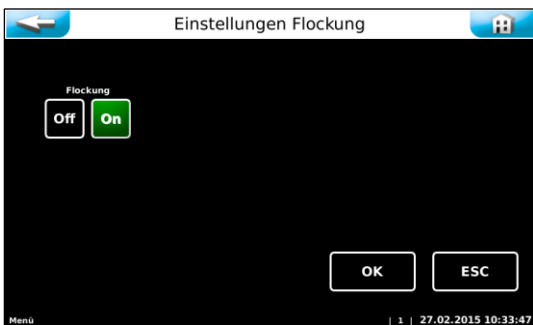 Einstellungen Flockung
Flockung
Off On
OK ESC
Menü | 1 | 27.02.2015 10:33:47